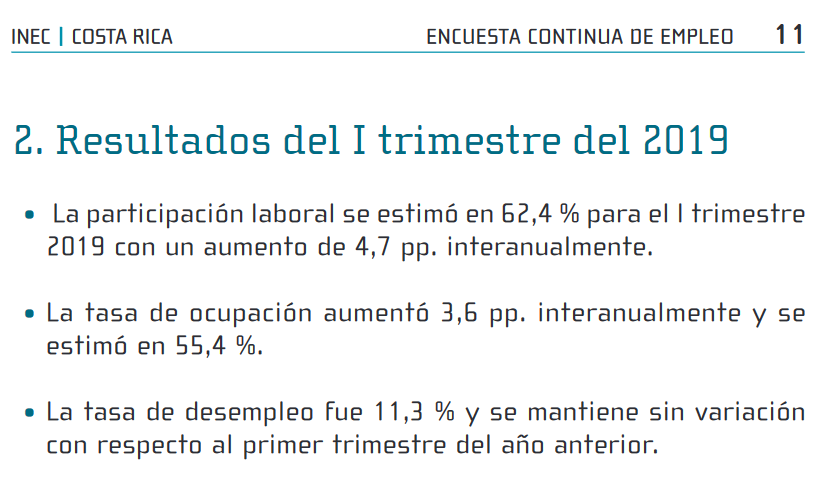 INEC | COSTA RICA ENCUESTA CONTINUA DE EMPLEO 11
2. Resultados del I trimestre del 2019
• La participación laboral se estimó en 62,4 % para el I trimestre
2019 con un aumento de 4,7 pp. interanualmente.
• La tasa de ocupación aumentó 3,6 pp. interanualmente y se
estimó en 55,4 %.
• La tasa de desempleo fue 11,3 % y se mantiene sin variación
con respecto al primer trimestre del año anterior.